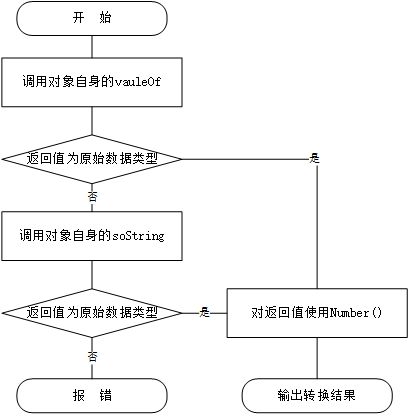 开 始
调用对象自身的vauleOf
返回值为原始数据类型
是
否
调用对象自身的soString
返回值为原始数据类型
是
对返回值使用Number()
否
报 错
输出转换结果